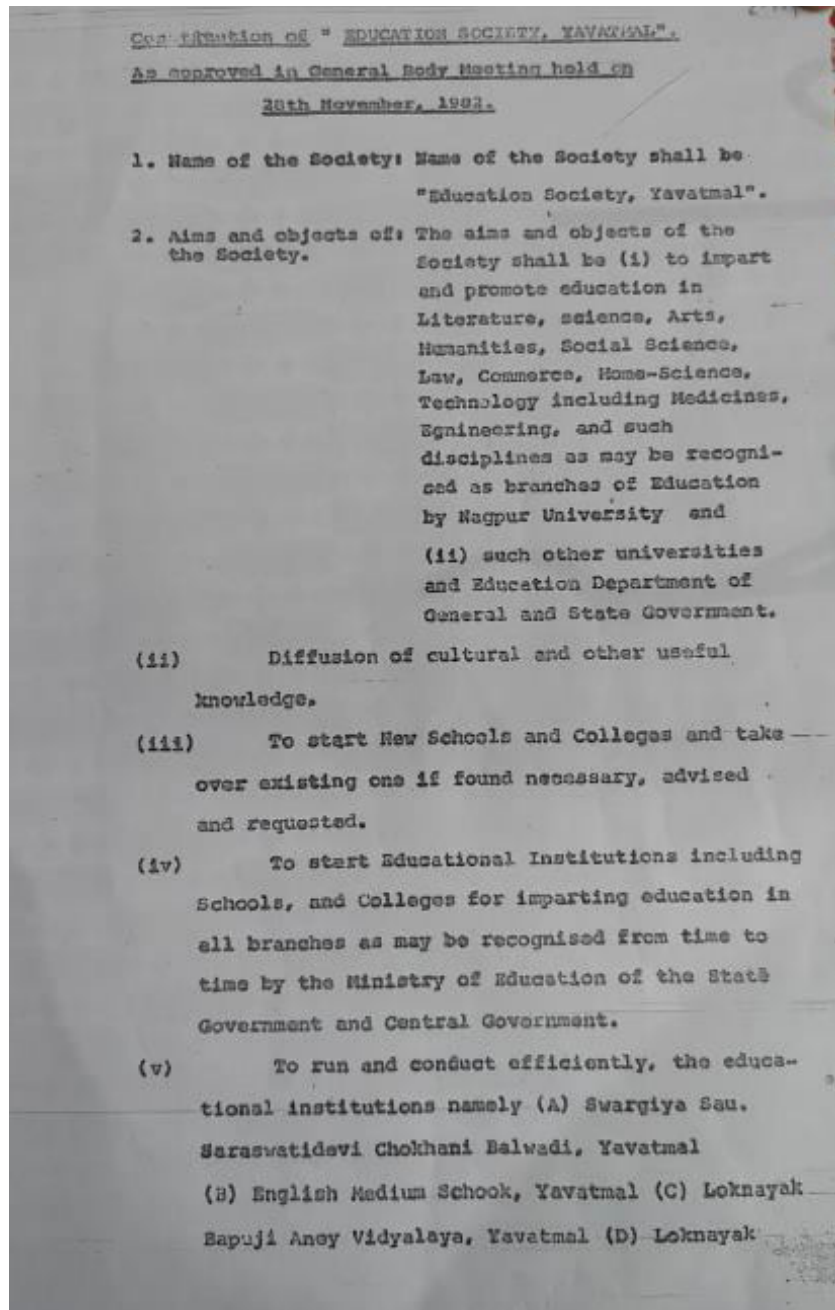 Constitution of " EDUCATION SOCIETY, YAVATMAL".
As approved in General Body Meeting held on
28th November, 1982.
1. Name of the Society: Name of the Society shall be
"Education Society, Yavatmal".
2. Aims and objects of: The aims and objects of the
the Society. Society shall be (i) to impart
and promote education in
Literature, science, Arts,
Humanities, Social Science,
Law, Commerce, Home-Science,
Technology including Medicines,
Egnineering, and such
disciplines as may be recogni-
sed as branches of Education
by Nagpur University and
(ii) such other universities
and Education Department of
General and State Government.
(ii) Diffusion of cultural and other useful
knowledge.
(iii) To start New Schools and Colleges and take
over existing one if found necessary, advised
and requested.
(iv) To start Educational Institutions including
Schools, and Colleges for imparting education in
all branches as may be recognised from time to
time by the Ministry of Education of the State
Government and Central Government.
(v) To run and conduct efficiently, the educa-
tional institutions namely (A) Swargiya Sau.
Saraswatidevi Chokhani Balwadi, Yavatmal
(B) English Medium Schook, Yavatmal (C) Loknayak
Bapuji Aney Vidyalaya, Yavatmal (D) Loknayak